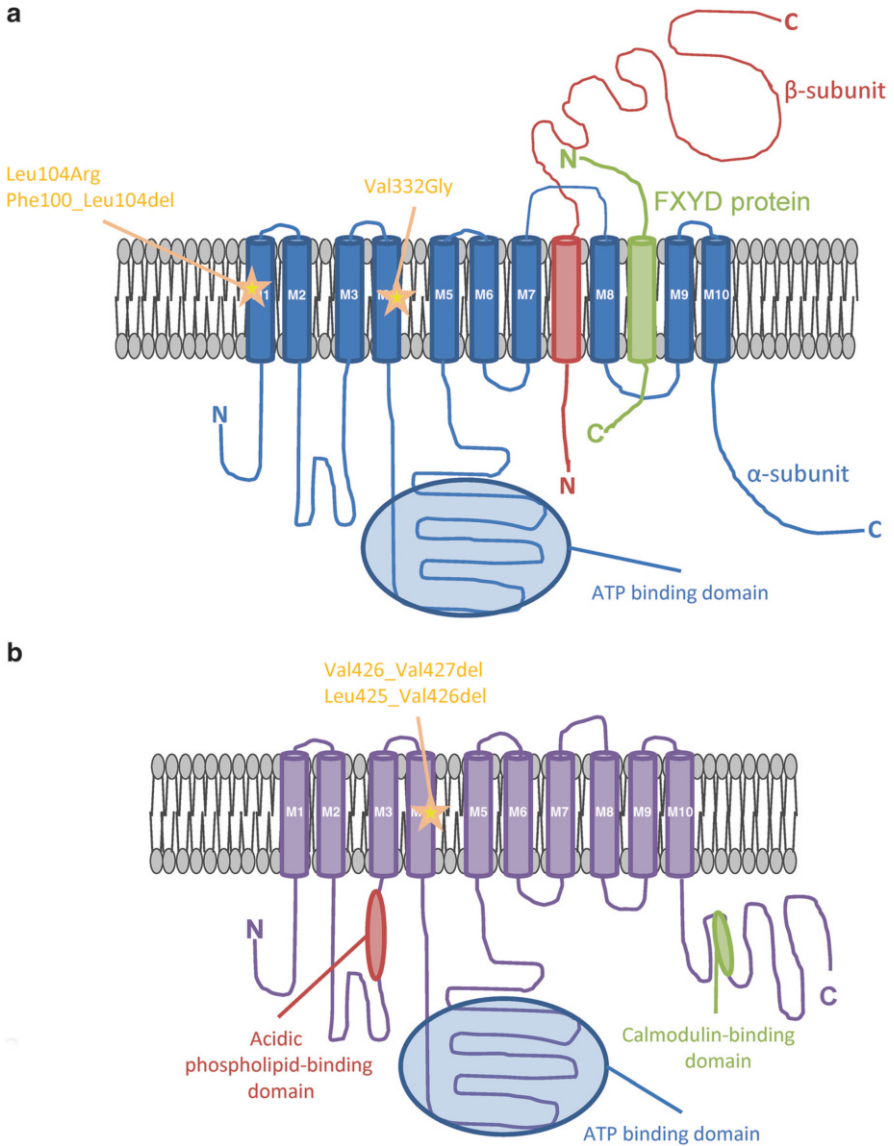 a
C
β-subunit
N
Leu104Arg
Phe100_Leu104del
Val332Gly
FXYD protein
1
M2
M3
M
M5
M6
M7
M8
M9
M10
N
C
N
α-subunit
C
ATP binding domain
b
Val426_Val427del
Leu425_Val426del
M1
M2
M3
M
M5
M6
M7
M8
M9
M10
N
C
Acidic
phospholipid-binding
domain
Calmodulin-binding
domain
ATP binding domain